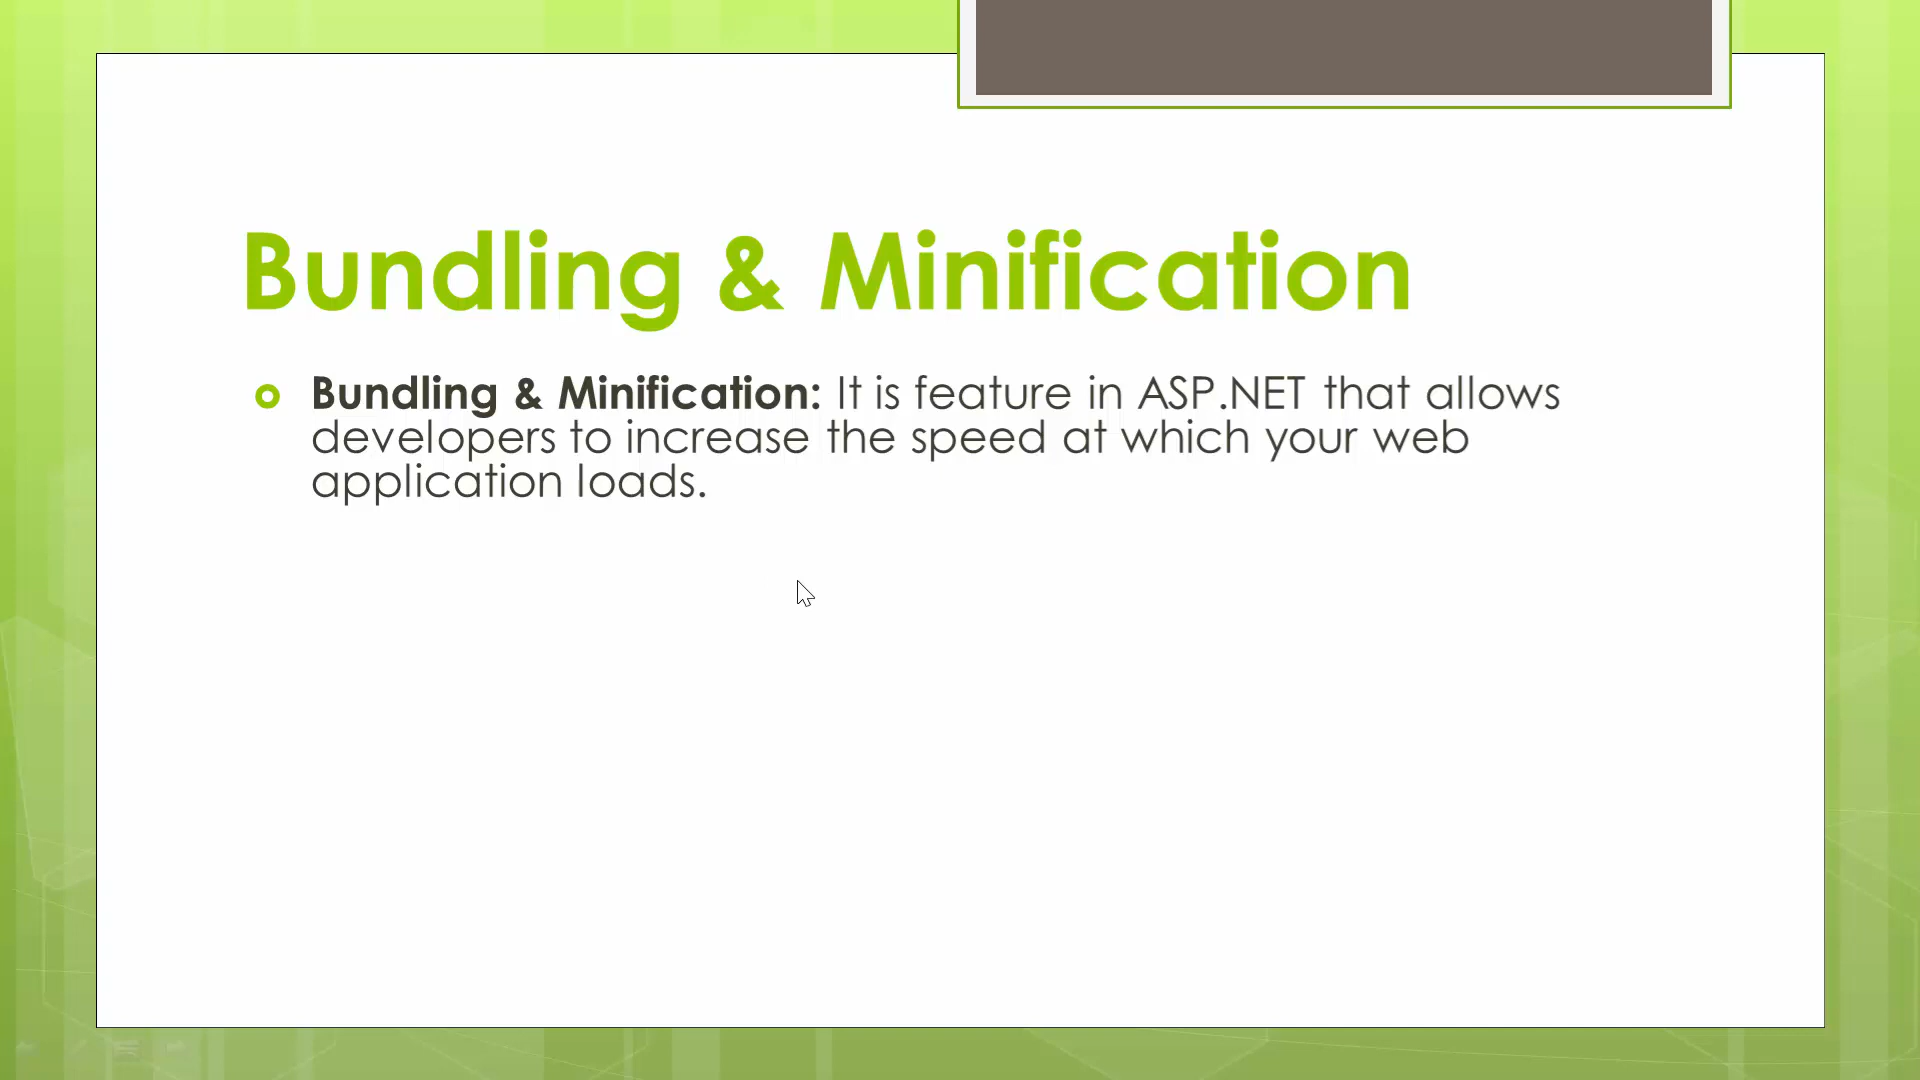 Bundling & Minification
Bundling & Minification: It is feature in ASP.NET that allows
developers to increase the speed at which your web
application loads.